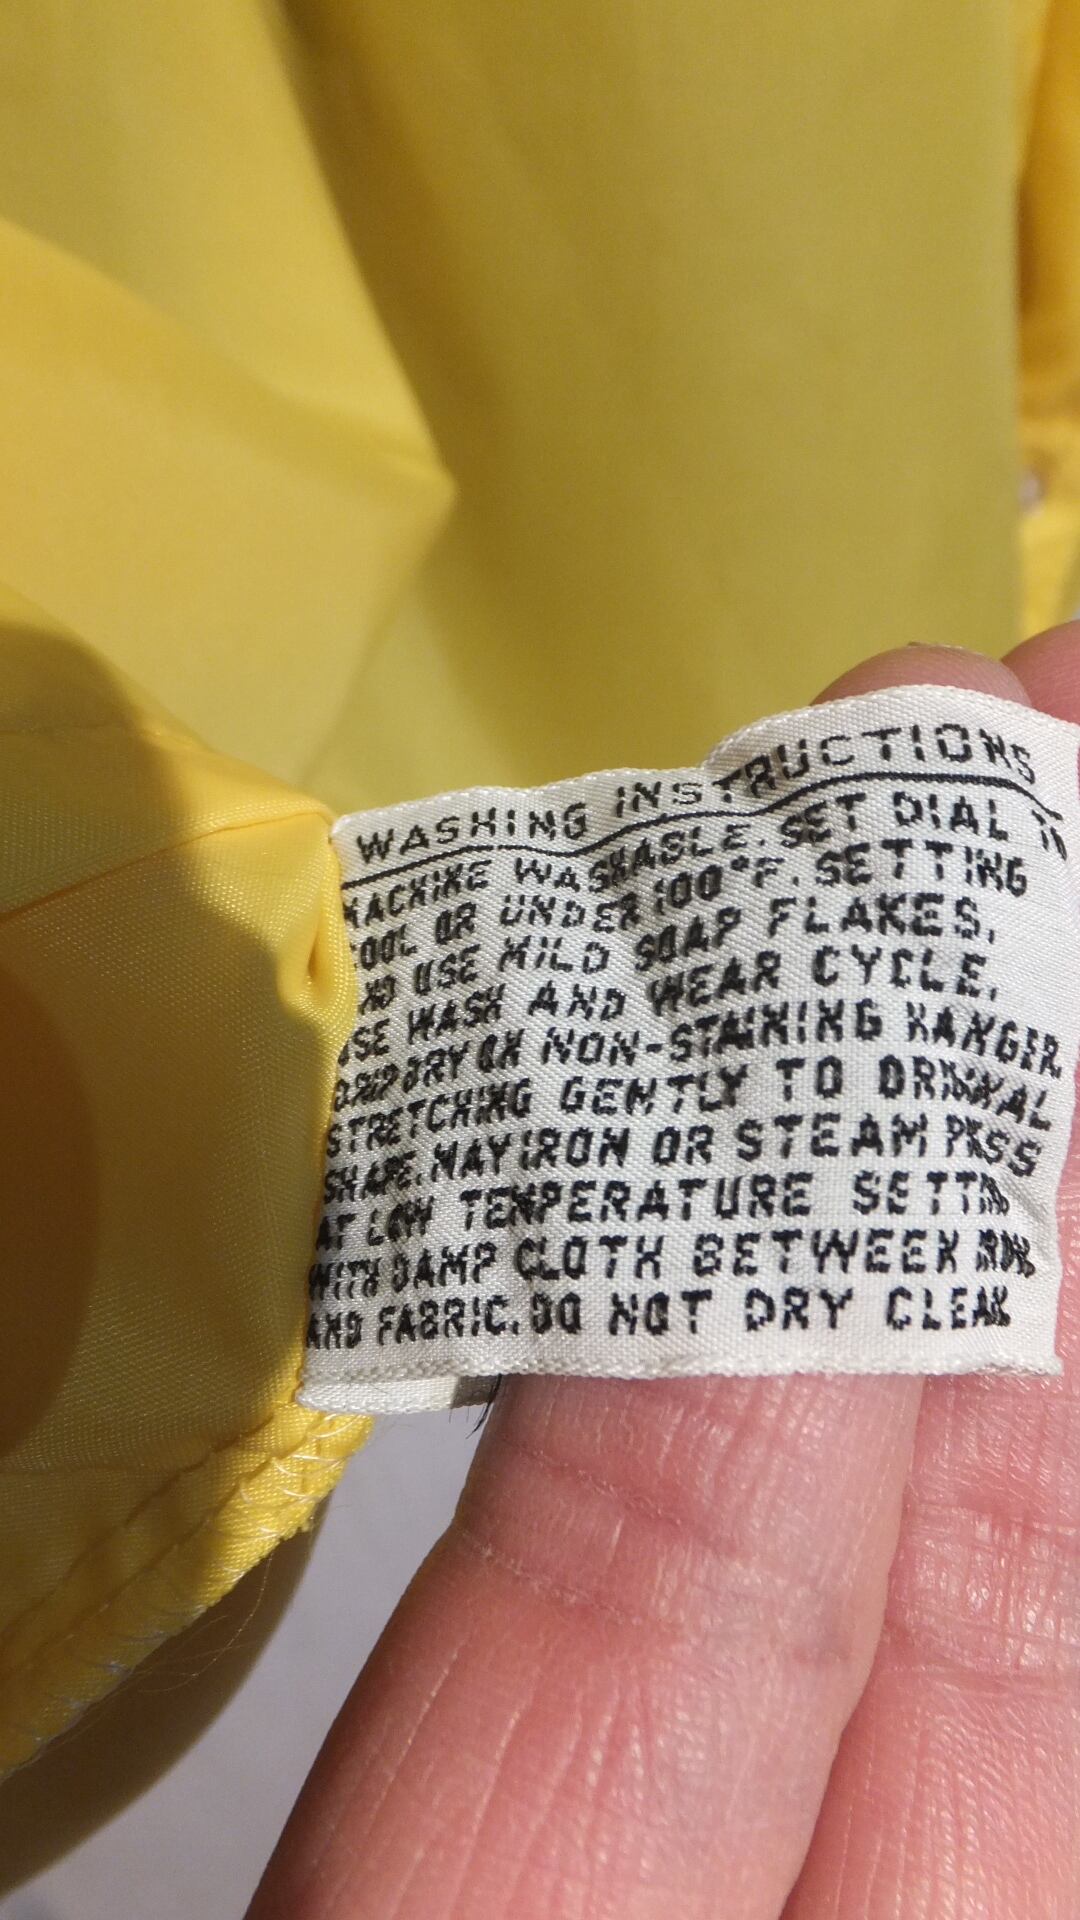 WASHING INSTRUCTIONS
MACHINE WASHABLE. SET DIAL TO
COOL OR UNDER 100°F. SETTING
AND USE MILD SOAP FLAKES,
USE WASH AND WEAR CYCLE,
DRIP DRY ON NON-STAINING HANGER,
STRETCHING GENTLY TO ORIGINAL
SHAPE. MAY IRON OR STEAM PRESS
AT LOW TEMPERATURE SETTING
WITH DAMP CLOTH BETWEEN IRON
AND FABRIC. DO NOT DRY CLEAN